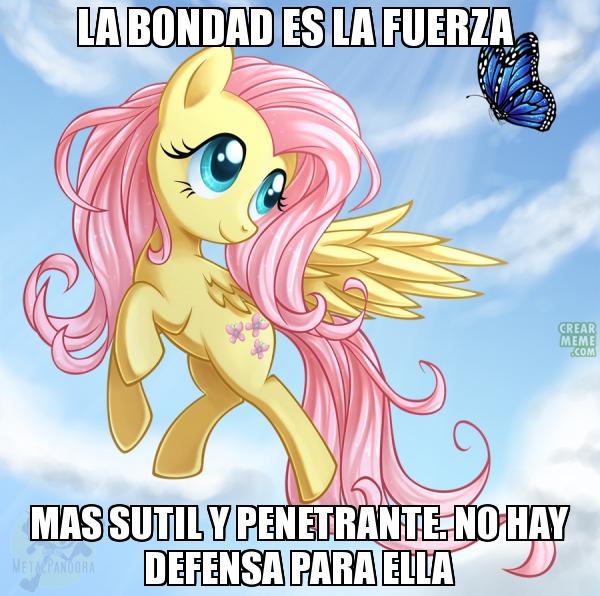 LA BONDAD ES LA FUERZA
CREAR
MEME
.COM
MAS SUTIL Y PENETRANTE. NO HAY
DEFENSA PARA ELLA
METALPANDORA